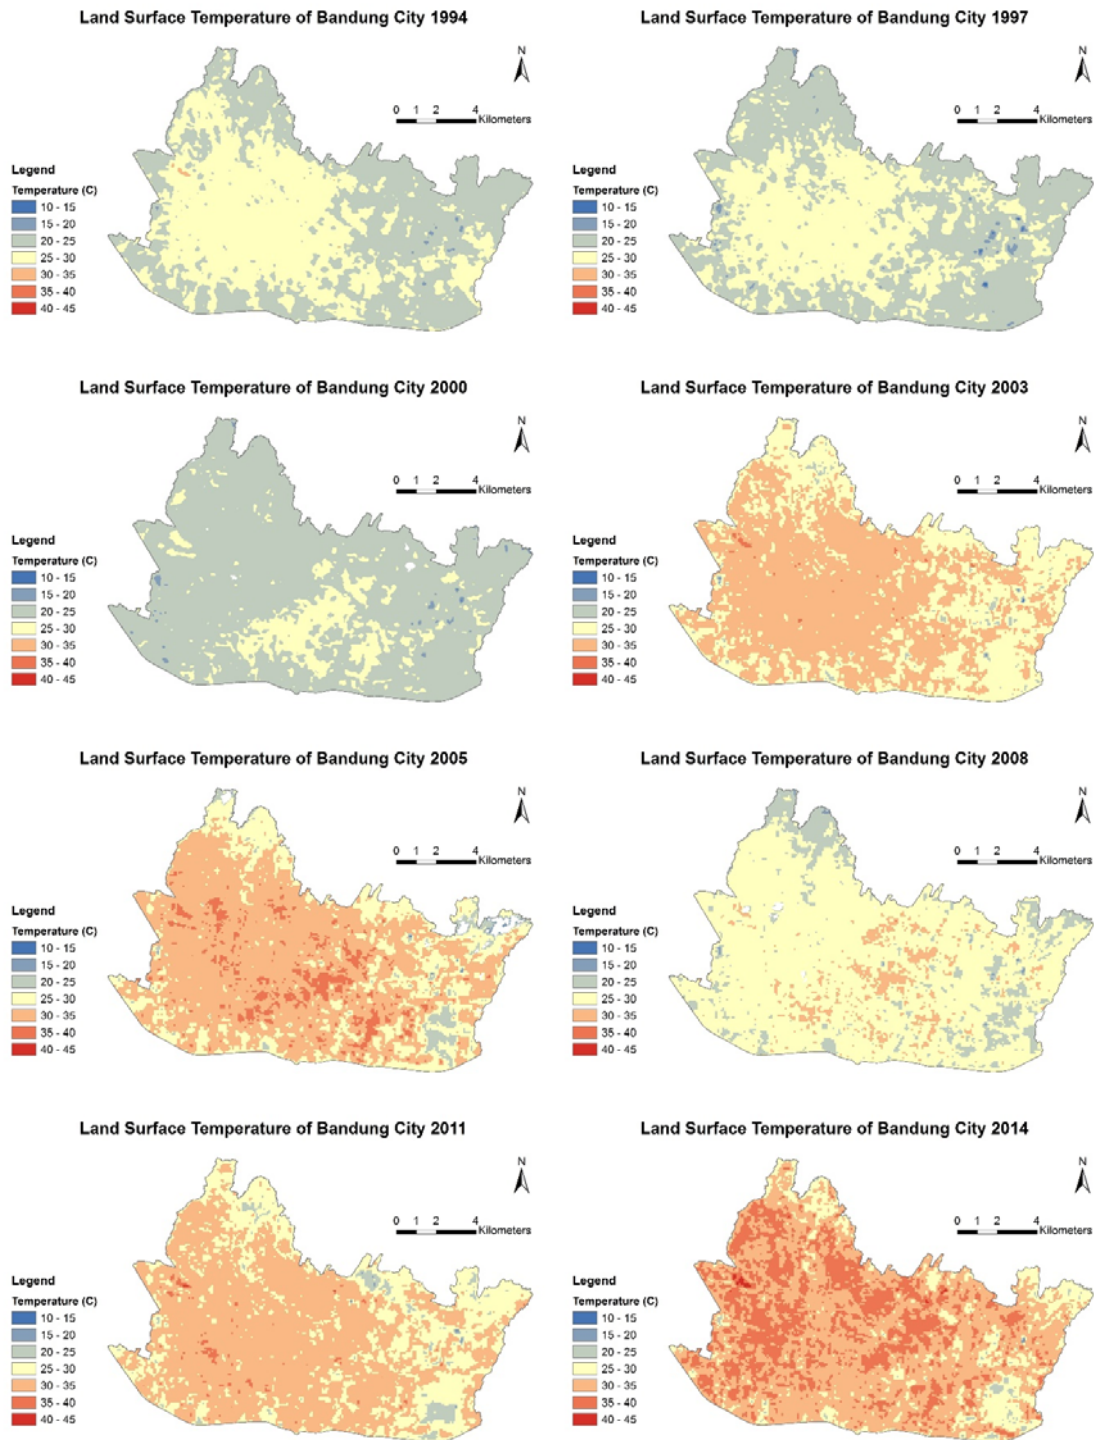 Land Surface Temperature of Bandung City 1994
N
0 1 2 4
Kilometers
Legend
Temperature (C)
10 - 15
15 - 20
20 - 25
25 - 30
30 - 35
35 - 40
40 - 45
Land Surface Temperature of Bandung City 1997
N
0 1 2 4
Kilometers
Legend
Temperature (C)
10 - 15
15 - 20
20 - 25
25 - 30
30 - 35
35 - 40
40 - 45
Land Surface Temperature of Bandung City 2000
N
0 1 2 4
Kilometers
Legend
Temperature (C)
10 - 15
15 - 20
20 - 25
25 - 30
30 - 35
35 - 40
40 - 45
Land Surface Temperature of Bandung City 2003
N
0 1 2 4
Kilometers
Legend
Temperature (C)
10 - 15
15 - 20
20 - 25
25 - 30
30 - 35
35 - 40
40 - 45
Land Surface Temperature of Bandung City 2005
N
0 1 2 4
Kilometers
Legend
Temperature (C)
10 - 15
15 - 20
20 - 25
25 - 30
30 - 35
35 - 40
40 - 45
Land Surface Temperature of Bandung City 2008
N
0 1 2 4
Kilometers
Legend
Temperature (C)
10 - 15
15 - 20
20 - 25
25 - 30
30 - 35
35 - 40
40 - 45
Land Surface Temperature of Bandung City 2011
N
0 1 2 4
Kilometers
Legend
Temperature (C)
10 - 15
15 - 20
20 - 25
25 - 30
30 - 35
35 - 40
40 - 45
Land Surface Temperature of Bandung City 2014
N
0 1 2 4
Kilometers
Legend
Temperature (C)
10 - 15
15 - 20
20 - 25
25 - 30
30 - 35
35 - 40
40 - 45